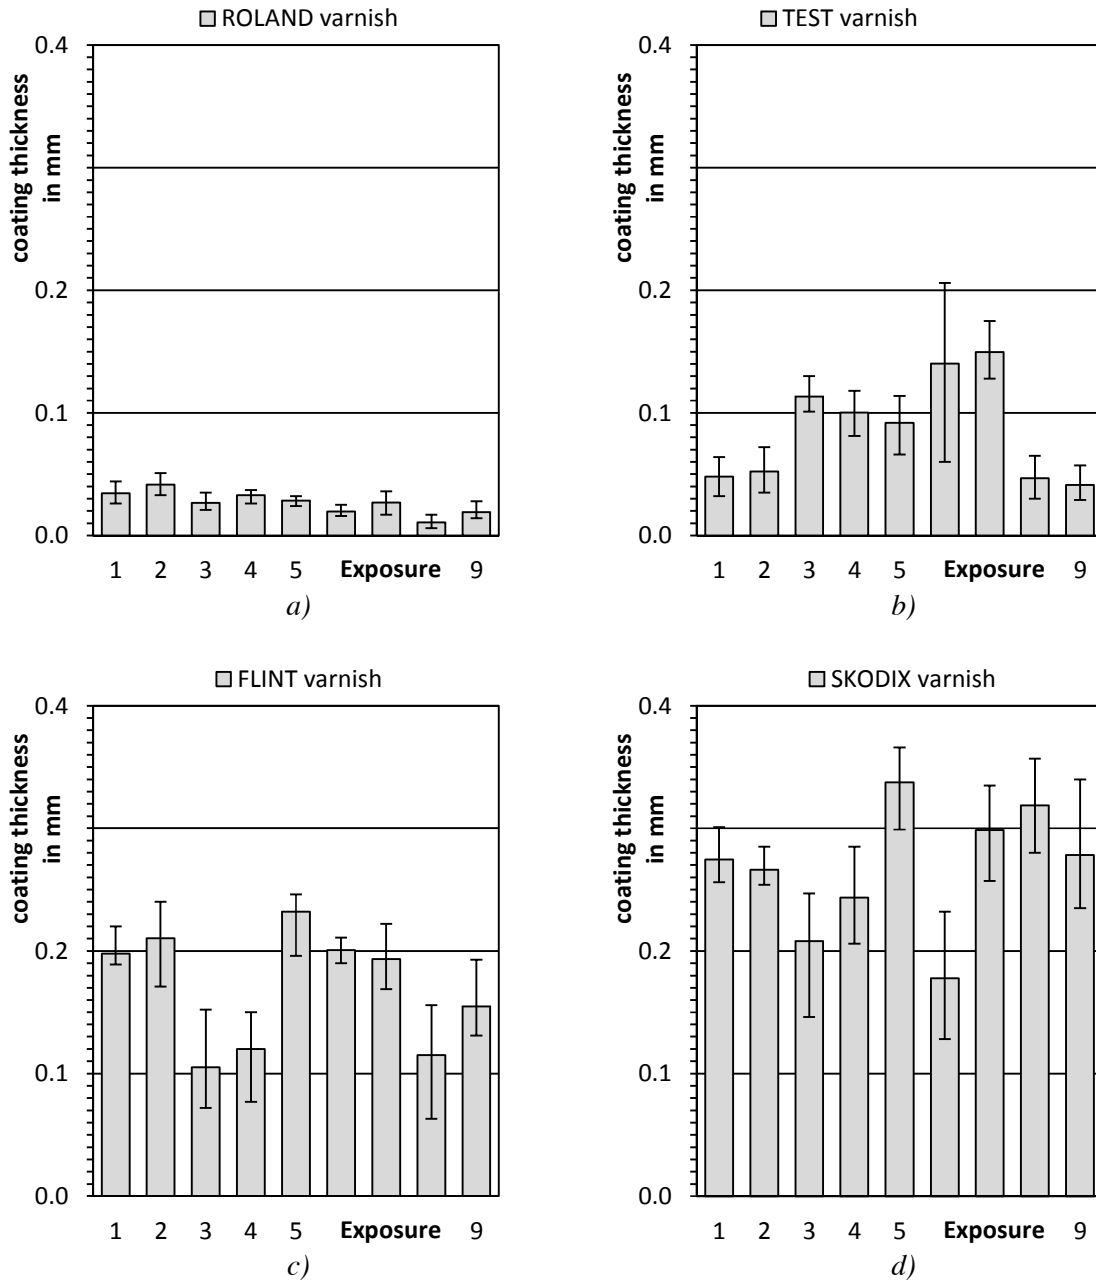 ROLAND varnish
coating thickness
in mm
0.4
0.2
0.1
0.0
1 2 3 4 5 Exposure 9
a)
TEST varnish
coating thickness
in mm
0.4
0.2
0.1
0.0
1 2 3 4 5 Exposure 9
b)
FLINT varnish
coating thickness
in mm
0.4
0.2
0.1
0.0
1 2 3 4 5 Exposure 9
c)
SKODIX varnish
coating thickness
in mm
0.4
0.2
0.1
0.0
1 2 3 4 5 Exposure 9
d)